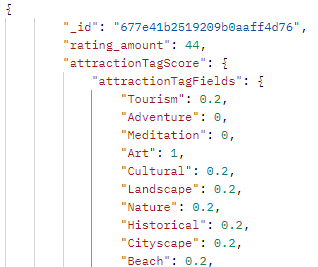 {
"_id": "677e41b2519209b0aaff4d76",
"rating_amount": 44,
"attractionTagScore": {
"attractionTagFields": {
"Tourism": 0.2,
"Adventure": 0,
"Meditation": 0,
"Art": 1,
"Cultural": 0.2,
"Landscape": 0.2,
"Nature": 0.2,
"Historical": 0.2,
"Cityscape": 0.2,
"Beach": 0.2,